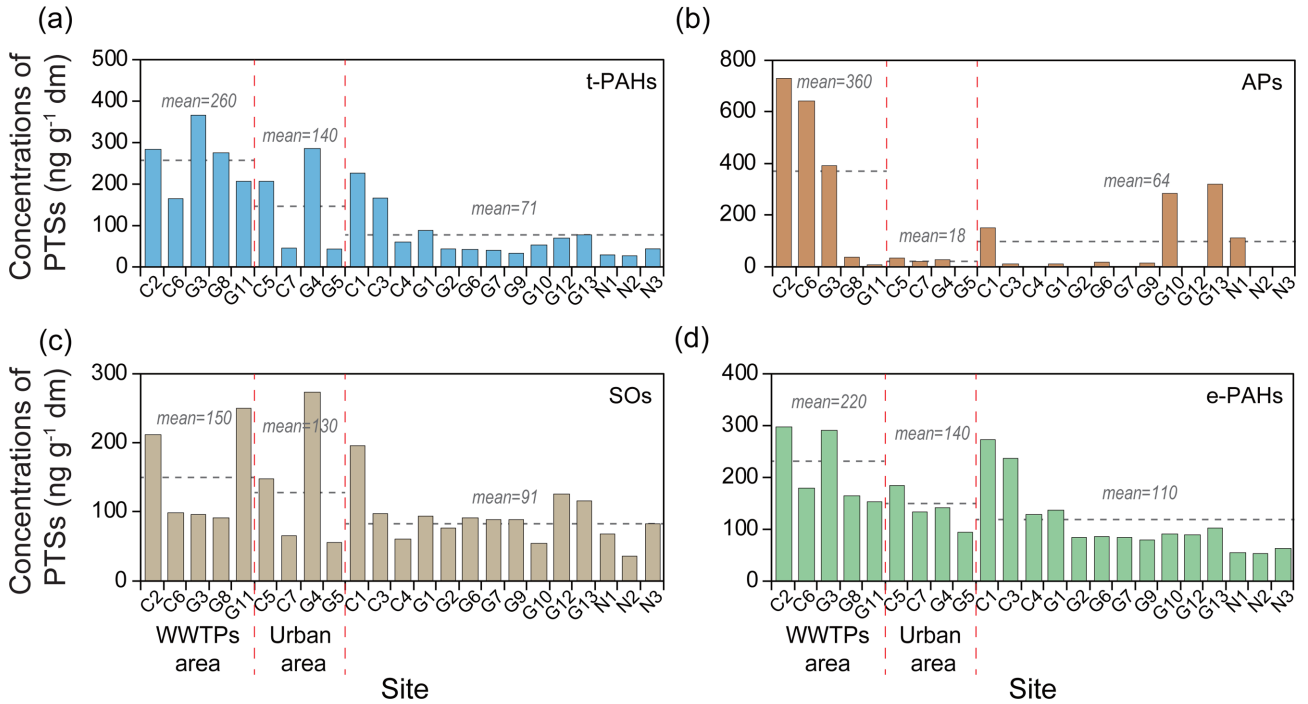 (a)
Concentrations of
PTSs (ng g⁻¹ dm)
500
400
300
200
100
0
t-PAHs
mean=260
mean=140
mean=71
C2 C6 G3 G8 G11 C5 C7 G4 G5 C1 C3 C4 G1 G2 G6 G7 G9 G10 G12 G13 N1 N2 N3
(b)
800
600
400
200
0
APs
mean=360
mean=18
mean=64
C2 C6 G3 G8 G11 C5 C7 G4 G5 C1 C3 C4 G1 G2 G6 G7 G9 G10 G12 G13 N1 N2 N3
(c)
Concentrations of
PTSs (ng g⁻¹ dm)
300
200
100
0
SOs
mean=150
mean=130
mean=91
C2 C6 G3 G8 G11 C5 C7 G4 G5 C1 C3 C4 G1 G2 G6 G7 G9 G10 G12 G13 N1 N2 N3
WWTPs
area
Urban
area
Site
(d)
400
300
200
100
0
e-PAHs
mean=220
mean=140
mean=110
C2 C6 G3 G8 G11 C5 C7 G4 G5 C1 C3 C4 G1 G2 G6 G7 G9 G10 G12 G13 N1 N2 N3
WWTPs
area
Urban
area
Site